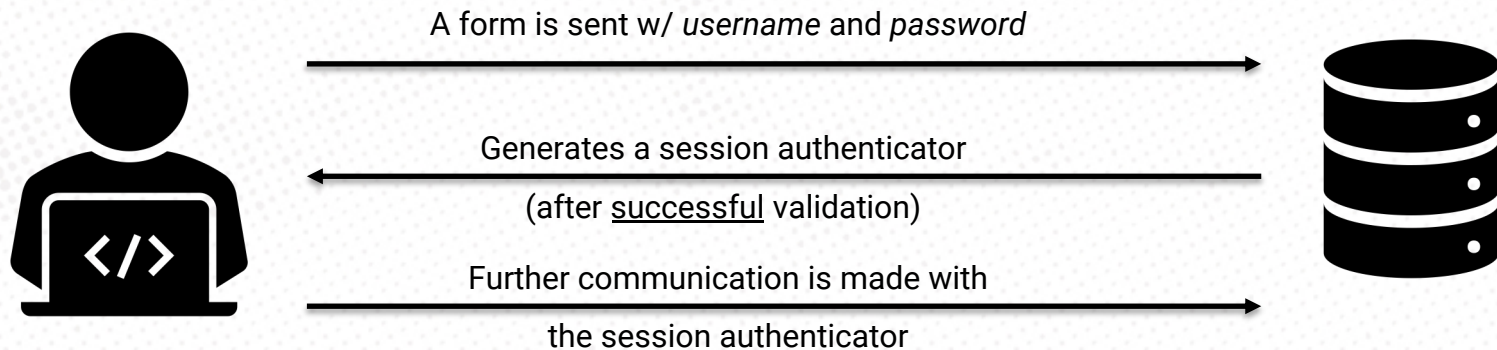 A form is sent w/ username and password
Generates a session authenticator
(after successful validation)
</>
Further communication is made with
the session authenticator